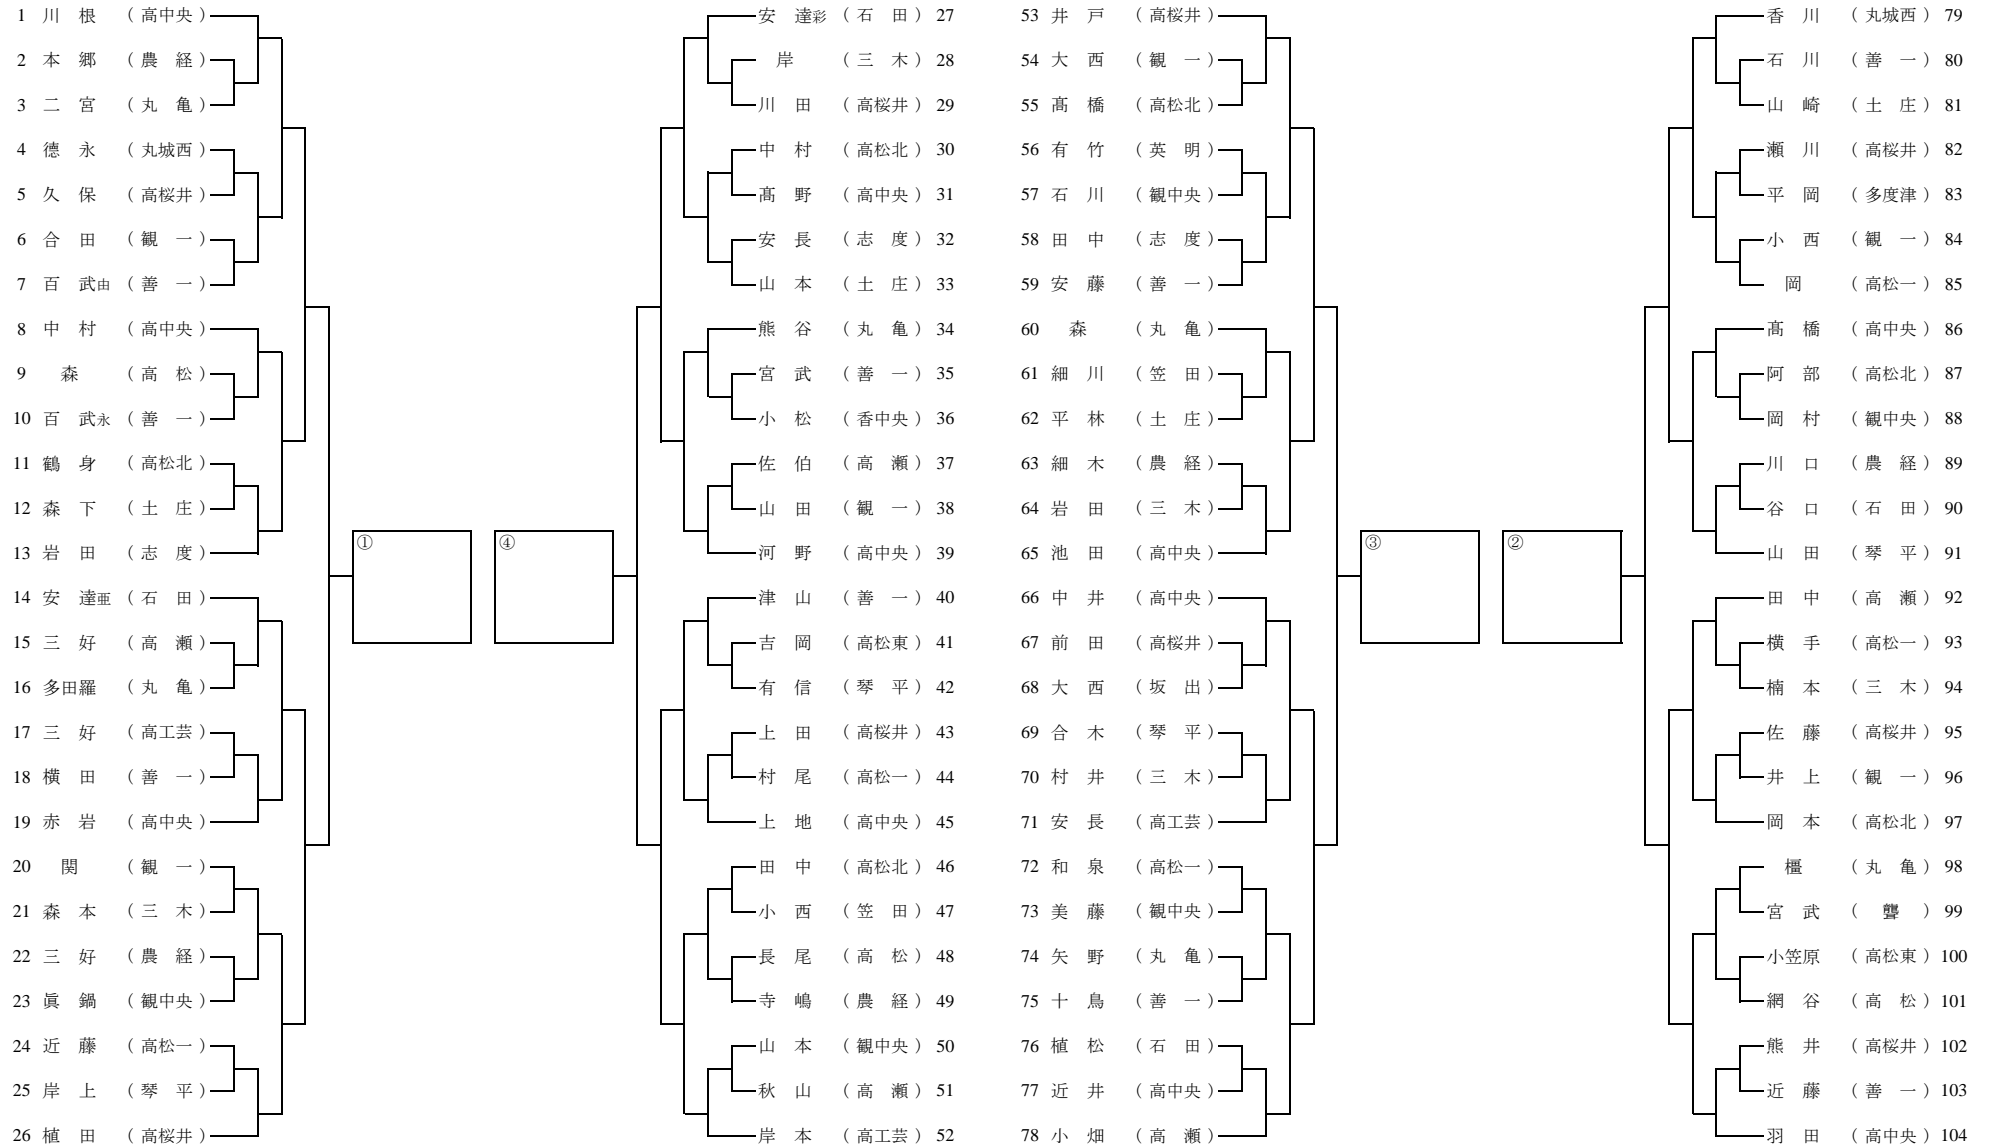 1 川 根 （ 高中央 ）
2 本 郷 （ 農 経 ）
3 二 宮 （ 丸 亀 ）
4 德 永 （ 丸城西 ）
5 久 保 （ 高桜井 ）
6 合 田 （ 観 一 ）
7 百 武由 （ 善 一 ）
8 中 村 （ 高中央 ）
9 森 （ 高 松 ）
10 百 武永 （ 善 一 ）
11 鶴 身 （ 高松北 ）
12 森 下 （ 土 庄 ）
13 岩 田 （ 志 度 ）
14 安 達亜 （ 石 田 ）
15 三 好 （ 高 瀬 ）
16 多田羅 （ 丸 亀 ）
17 三 好 （ 高工芸 ）
18 横 田 （ 善 一 ）
19 赤 岩 （ 高中央 ）
20 関 （ 観 一 ）
21 森 本 （ 三 木 ）
22 三 好 （ 農 経 ）
23 眞 鍋 （ 観中央 ）
24 近 藤 （ 高松一 ）
25 岸 上 （ 琴 平 ）
26 植 田 （ 高桜井 ）
①
④
安 達彩 （ 石 田 ） 27
岸 （ 三 木 ） 28
川 田 （ 高桜井 ） 29
中 村 （ 高松北 ） 30
髙 野 （ 高中央 ） 31
安 長 （ 志 度 ） 32
山 本 （ 土 庄 ） 33
熊 谷 （ 丸 亀 ） 34
宮 武 （ 善 一 ） 35
小 松 （ 香中央 ） 36
佐 伯 （ 高 瀬 ） 37
山 田 （ 観 一 ） 38
河 野 （ 高中央 ） 39
津 山 （ 善 一 ） 40
吉 岡 （ 高松東 ） 41
有 信 （ 琴 平 ） 42
上 田 （ 高桜井 ） 43
村 尾 （ 高松一 ） 44
上 地 （ 高中央 ） 45
田 中 （ 高松北 ） 46
小 西 （ 笠 田 ） 47
長 尾 （ 高 松 ） 48
寺 嶋 （ 農 経 ） 49
山 本 （ 観中央 ） 50
秋 山 （ 高 瀬 ） 51
岸 本 （ 高工芸 ） 52
53 井 戸 （ 高桜井 ）
54 大 西 （ 観 一 ）
55 髙 橋 （ 高松北 ）
56 有 竹 （ 英 明 ）
57 石 川 （ 観中央 ）
58 田 中 （ 志 度 ）
59 安 藤 （ 善 一 ）
60 森 （ 丸 亀 ）
61 細 川 （ 笠 田 ）
62 平 林 （ 土 庄 ）
63 細 木 （ 農 経 ）
64 岩 田 （ 三 木 ）
65 池 田 （ 高中央 ）
66 中 井 （ 高中央 ）
67 前 田 （ 高桜井 ）
68 大 西 （ 坂 出 ）
69 合 木 （ 琴 平 ）
70 村 井 （ 三 木 ）
71 安 長 （ 高工芸 ）
72 和 泉 （ 高松一 ）
73 美 藤 （ 観中央 ）
74 矢 野 （ 丸 亀 ）
75 十 鳥 （ 善 一 ）
76 植 松 （ 石 田 ）
77 近 井 （ 高中央 ）
78 小 畑 （ 高 瀬 ）
③
②
香 川 （ 丸城西 ） 79
石 川 （ 善 一 ） 80
山 崎 （ 土 庄 ） 81
瀬 川 （ 高桜井 ） 82
平 岡 （ 多度津 ） 83
小 西 （ 観 一 ） 84
岡 （ 高松一 ） 85
髙 橋 （ 高中央 ） 86
阿 部 （ 高松北 ） 87
岡 村 （ 観中央 ） 88
川 口 （ 農 経 ） 89
谷 口 （ 石 田 ） 90
山 田 （ 琴 平 ） 91
田 中 （ 高 瀬 ） 92
横 手 （ 高松一 ） 93
楠 本 （ 三 木 ） 94
佐 藤 （ 高桜井 ） 95
井 上 （ 観 一 ） 96
岡 本 （ 高松北 ） 97
橿 （ 丸 亀 ） 98
宮 武 （ 聾 ） 99
小笠原 （ 高松東 ） 100
網 谷 （ 高 松 ） 101
熊 井 （ 高桜井 ） 102
近 藤 （ 善 一 ） 103
羽 田 （ 高中央 ） 104